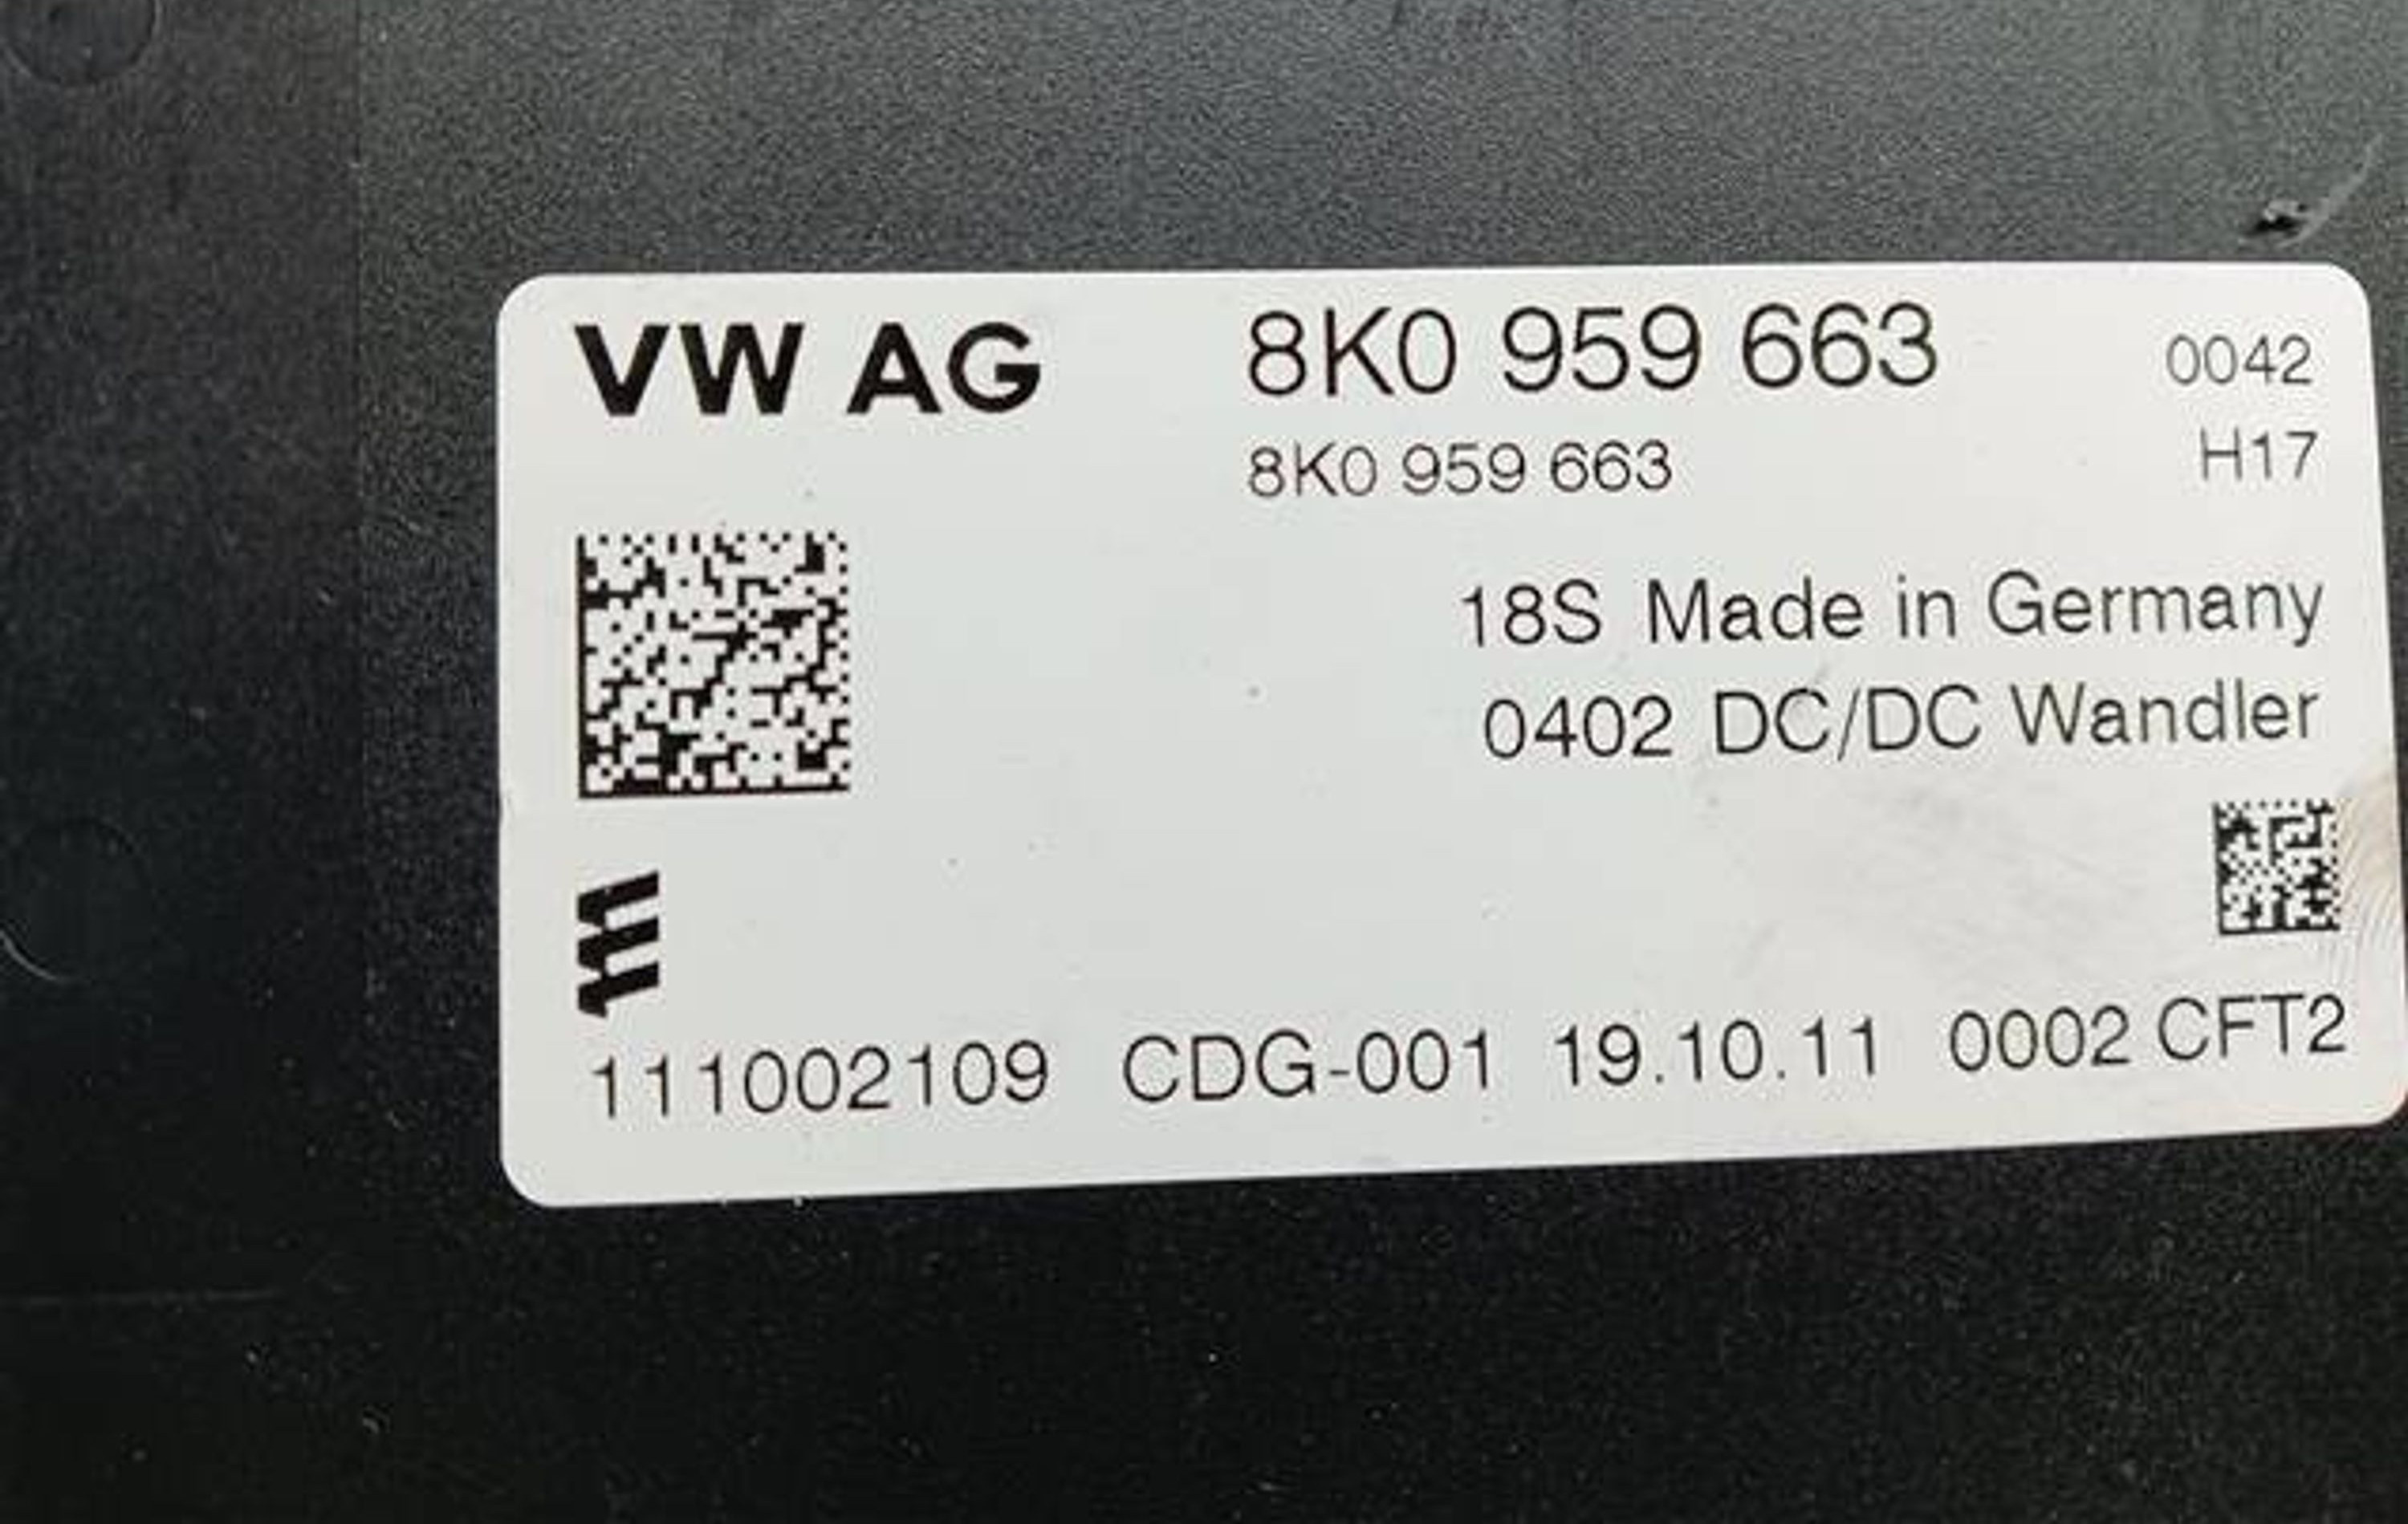 VW AG 8K0 959 663 0042
8K0 959 663 H17
18S Made in Germany
0402 DC/DC Wandler
111002109 CDG-001 19.10.11 0002 CFT2